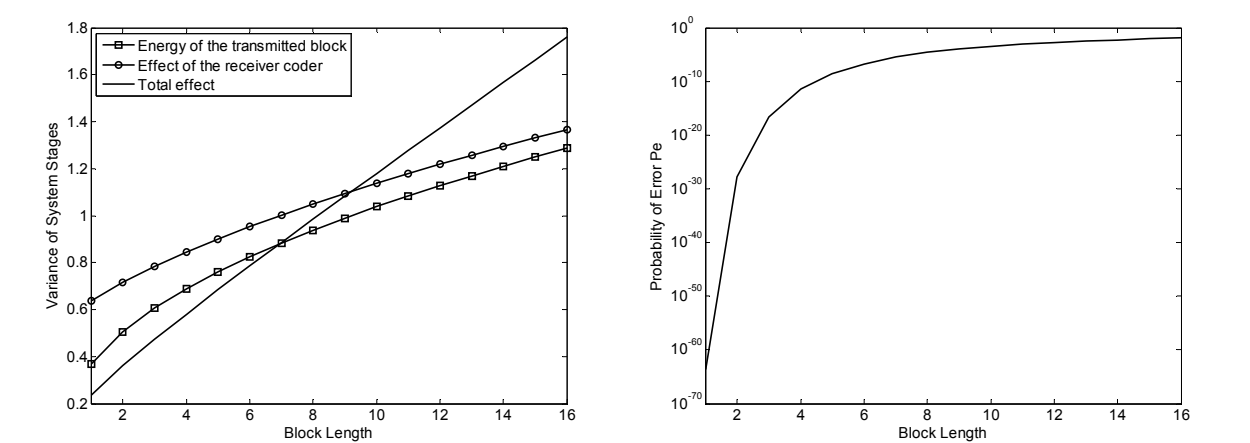 1.8
1.6
1.4
1.2
1
0.8
0.6
0.4
0.2
Variance of System Stages
Energy of the transmitted block
Effect of the receiver coder
Total effect
2 4 6 8 10 12 14 16
Block Length
10^0
10^-10
10^-20
10^-30
10^-40
10^-50
10^-60
10^-70
Probability of Error Pe
2 4 6 8 10 12 14 16
Block Length